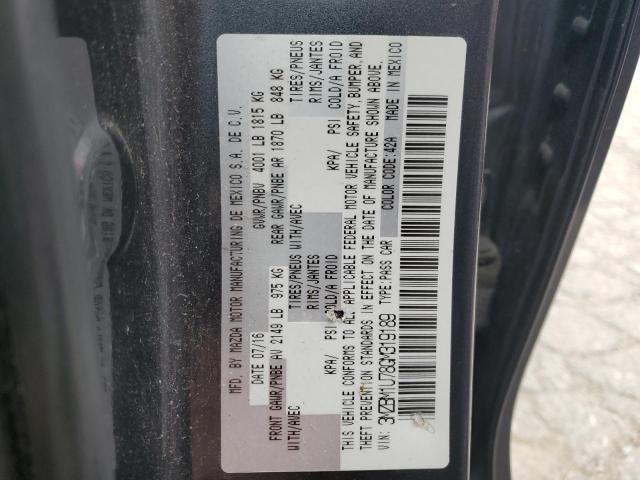 MFD. BY MAZDA MOTOR MANUFACTURING DE MEXICO S.A. DE C.V.
DATE 07/16 GVWR/PNBV 4001 LB 1815 KG
FRONT GAWR/PNBE AV 2149 LB 975 KG REAR GAWR/PNBE AR 1870 LB 848 KG
WITH/AVEC TIRES/PNEUS WITH/AVEC TIRES/PNEUS
RIMS/JANTES RIMS/JANTES
KPA/ PSI COLD/A FROID KPA/ PSI COLD/A FROID
THIS VEHICLE CONFORMS TO ALL APPLICABLE FEDERAL MOTOR VEHICLE SAFETY, BUMPER, AND
THEFT PREVENTION STANDARDS IN EFFECT ON THE DATE OF MANUFACTURE SHOWN ABOVE.
VIN: 3MZBM1U78GM319189 TYPE:PASS CAR COLOR CODE:42A MADE IN MEXICO